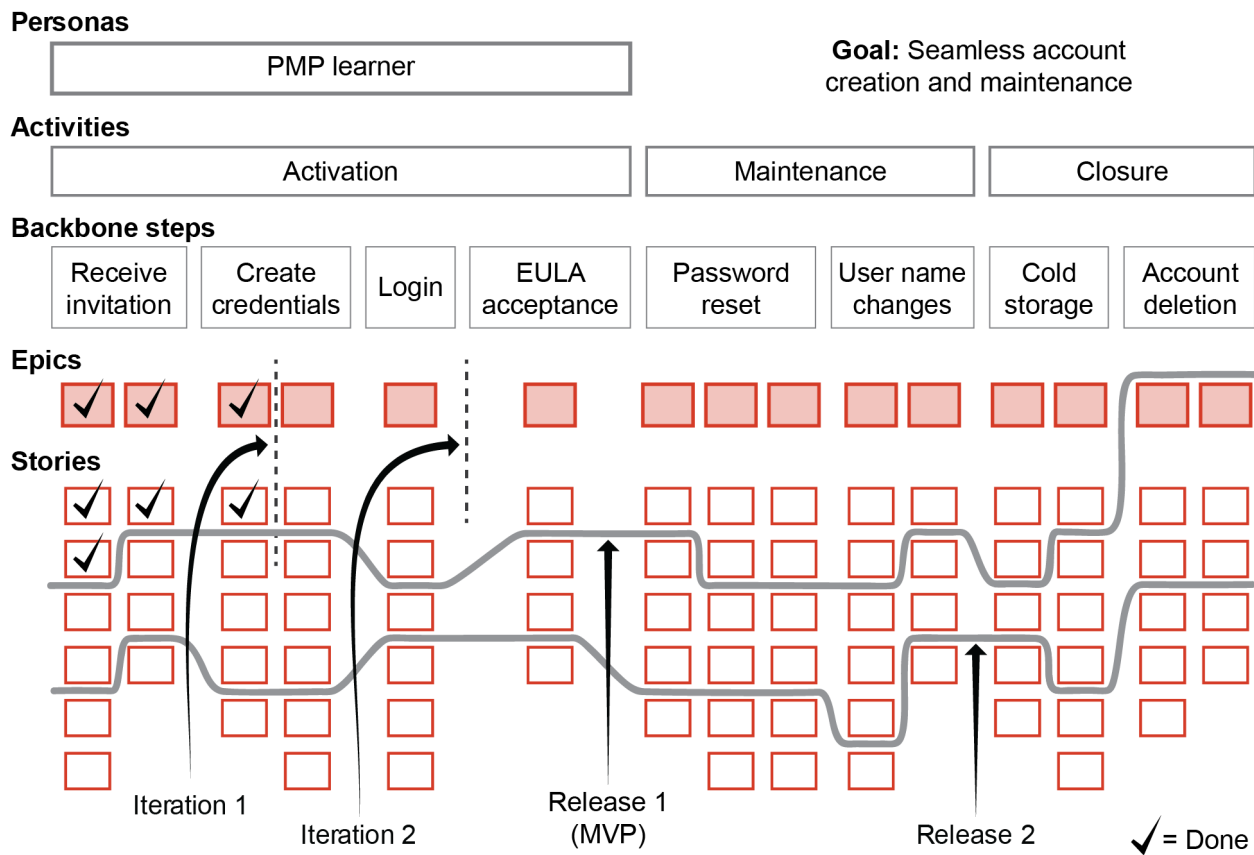 Personas
PMP learner
Goal: Seamless account
creation and maintenance
Activities
Activation
Maintenance
Closure
Backbone steps
Receive
invitation
Create
credentials
Login
EULA
acceptance
Password
reset
User name
changes
Cold
storage
Account
deletion
Epics
Stories
Iteration 1
Iteration 2
Release 1
(MVP)
Release 2
= Done